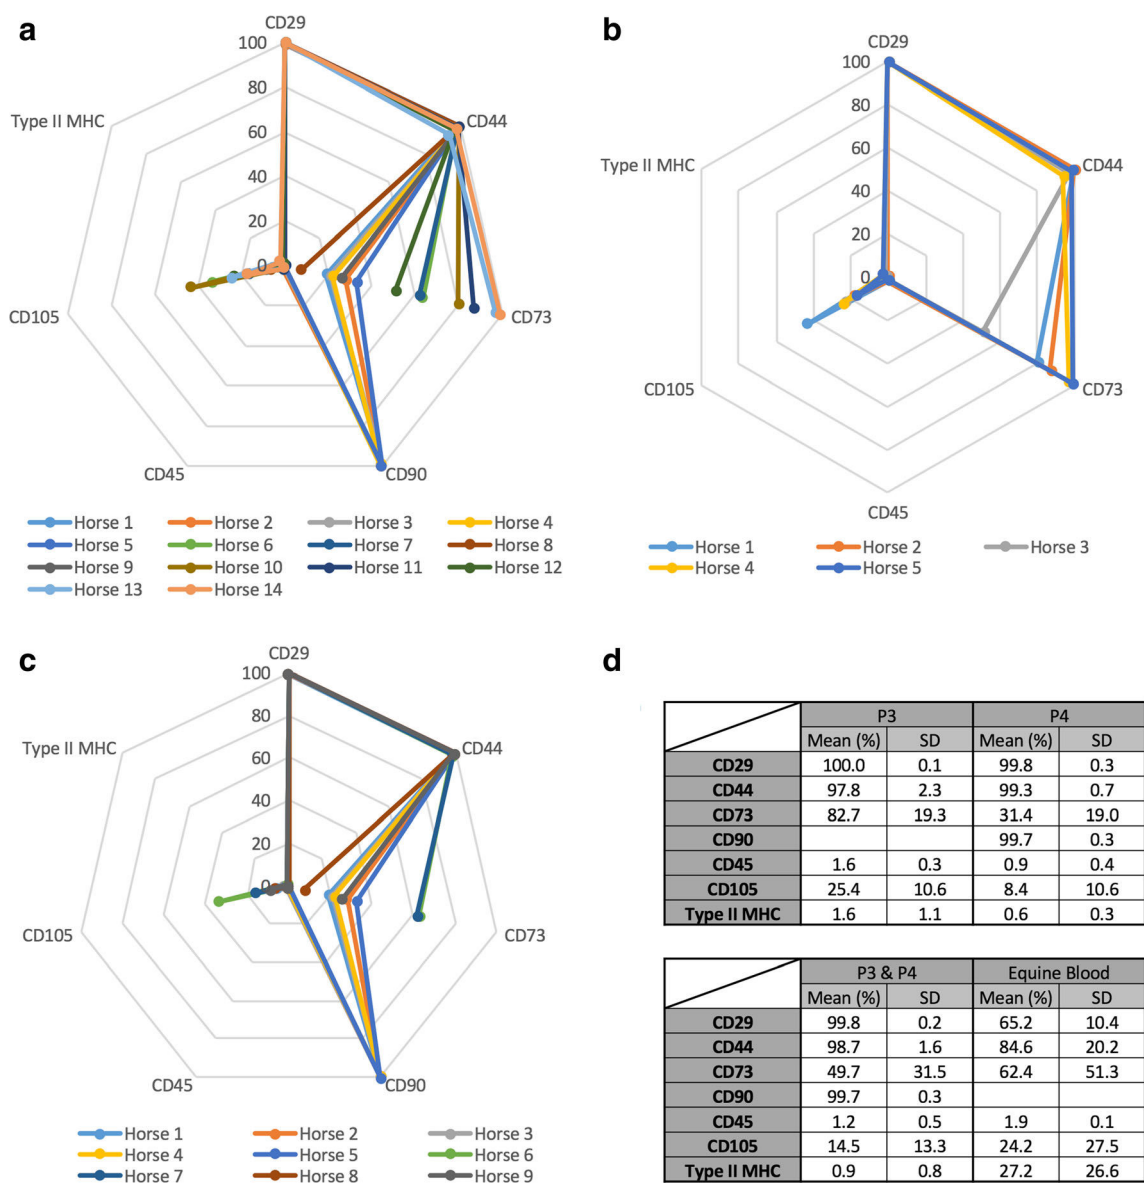 a
CD29
100
80
60
40
20
0
Type II MHC
CD44
CD105
CD73
CD45
CD90
Horse 1 Horse 2 Horse 3 Horse 4
Horse 5 Horse 6 Horse 7 Horse 8
Horse 9 Horse 10 Horse 11 Horse 12
Horse 13 Horse 14
b
CD29
100
80
60
40
20
0
Type II MHC
CD44
CD105
CD73
CD45
Horse 1 Horse 2 Horse 3
Horse 4 Horse 5
c
CD29
100
80
60
40
20
0
Type II MHC
CD44
CD105
CD73
CD45
CD90
Horse 1 Horse 2 Horse 3
Horse 4 Horse 5 Horse 6
Horse 7 Horse 8 Horse 9
d
P3 P4
Mean (%) SD Mean (%) SD
CD29 100.0 0.1 99.8 0.3
CD44 97.8 2.3 99.3 0.7
CD73 82.7 19.3 31.4 19.0
CD90 99.7 0.3
CD45 1.6 0.3 0.9 0.4
CD105 25.4 10.6 8.4 10.6
Type II MHC 1.6 1.1 0.6 0.3
P3 & P4 Equine Blood
Mean (%) SD Mean (%) SD
CD29 99.8 0.2 65.2 10.4
CD44 98.7 1.6 84.6 20.2
CD73 49.7 31.5 62.4 51.3
CD90 99.7 0.3
CD45 1.2 0.5 1.9 0.1
CD105 14.5 13.3 24.2 27.5
Type II MHC 0.9 0.8 27.2 26.6